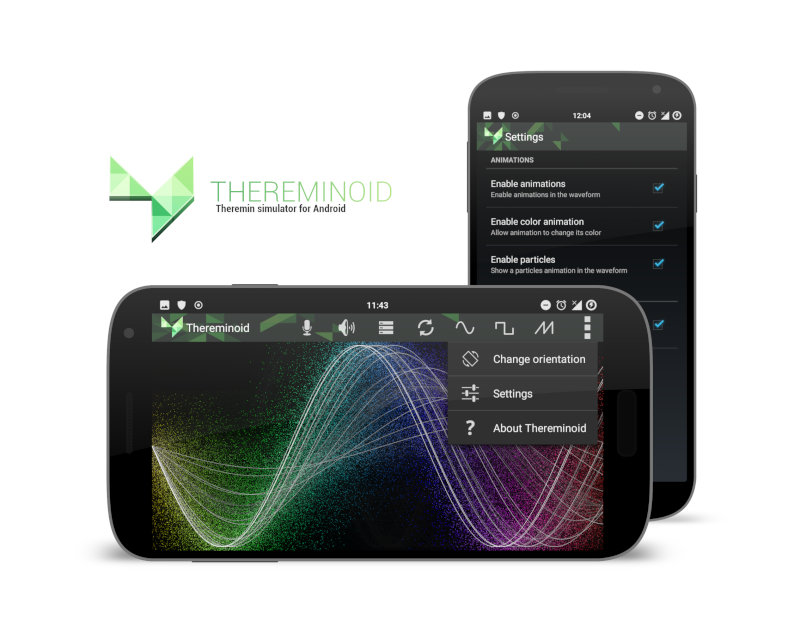 THEREMINOID
Theremin simulator for Android
12:04
Settings
ANIMATIONS
Enable animations
Enable animations in the waveform
Enable color animation
Allow animation to change its color
Enable particles
Show a particles animation in the waveform
11:43
Thereminoid
Change orientation
Settings
? About Thereminoid